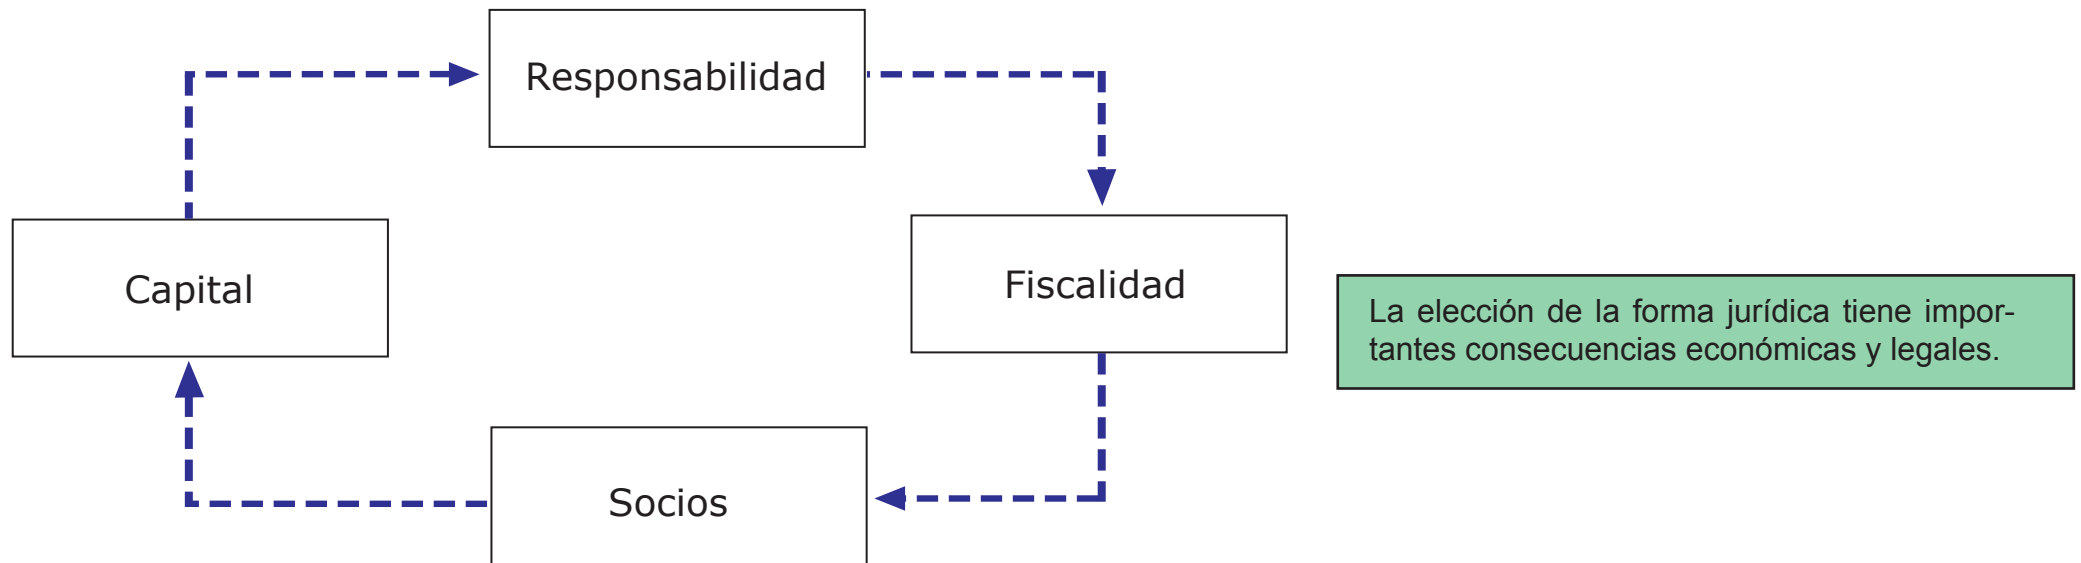 Responsabilidad
Capital
Fiscalidad
La elección de la forma jurídica tiene impor-
tantes consecuencias económicas y legales.
Socios